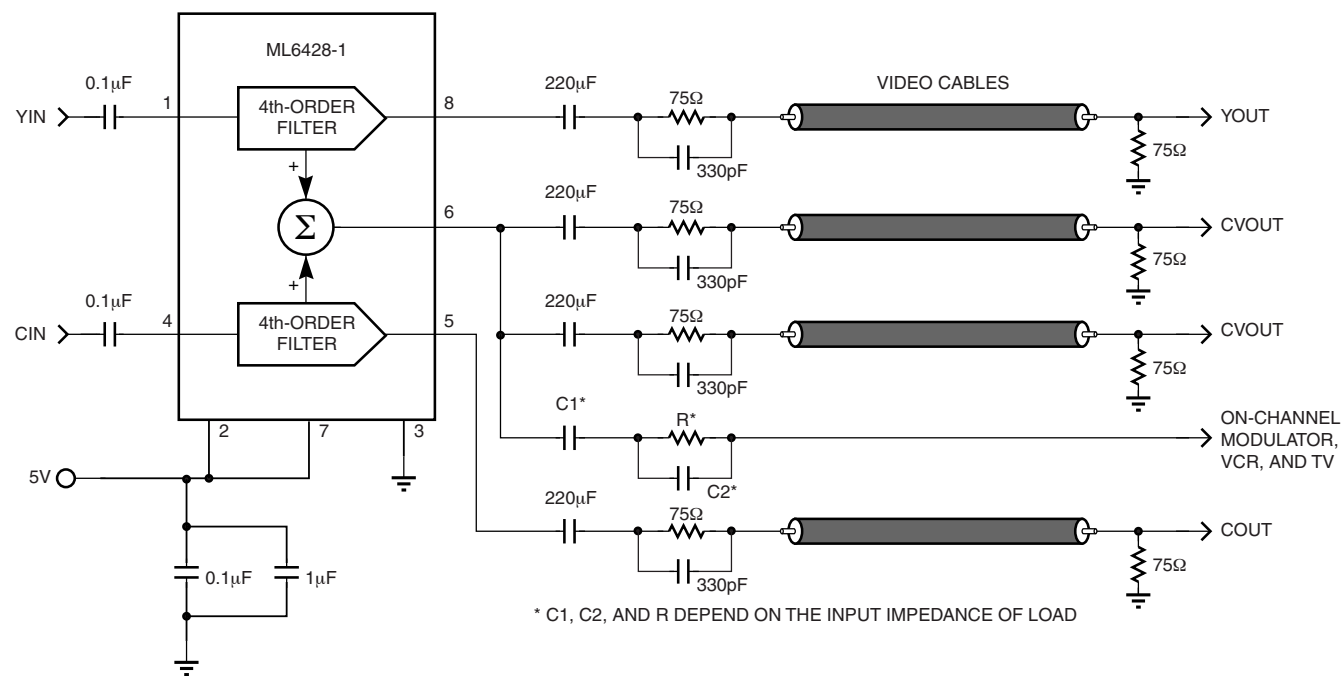 ML6428-1
0.1µF
YIN
1
4th-ORDER
FILTER
8
220µF
75Ω
330pF
VIDEO CABLES
YOUT
75Ω
+
Σ
6
220µF
75Ω
330pF
CVOUT
75Ω
+
0.1µF
CIN
4
4th-ORDER
FILTER
5
220µF
75Ω
330pF
CVOUT
75Ω
2
7
3
C1*
R*
C2*
ON-CHANNEL
MODULATOR,
VCR, AND TV
5V
220µF
75Ω
330pF
COUT
75Ω
0.1µF
1µF
* C1, C2, AND R DEPEND ON THE INPUT IMPEDANCE OF LOAD